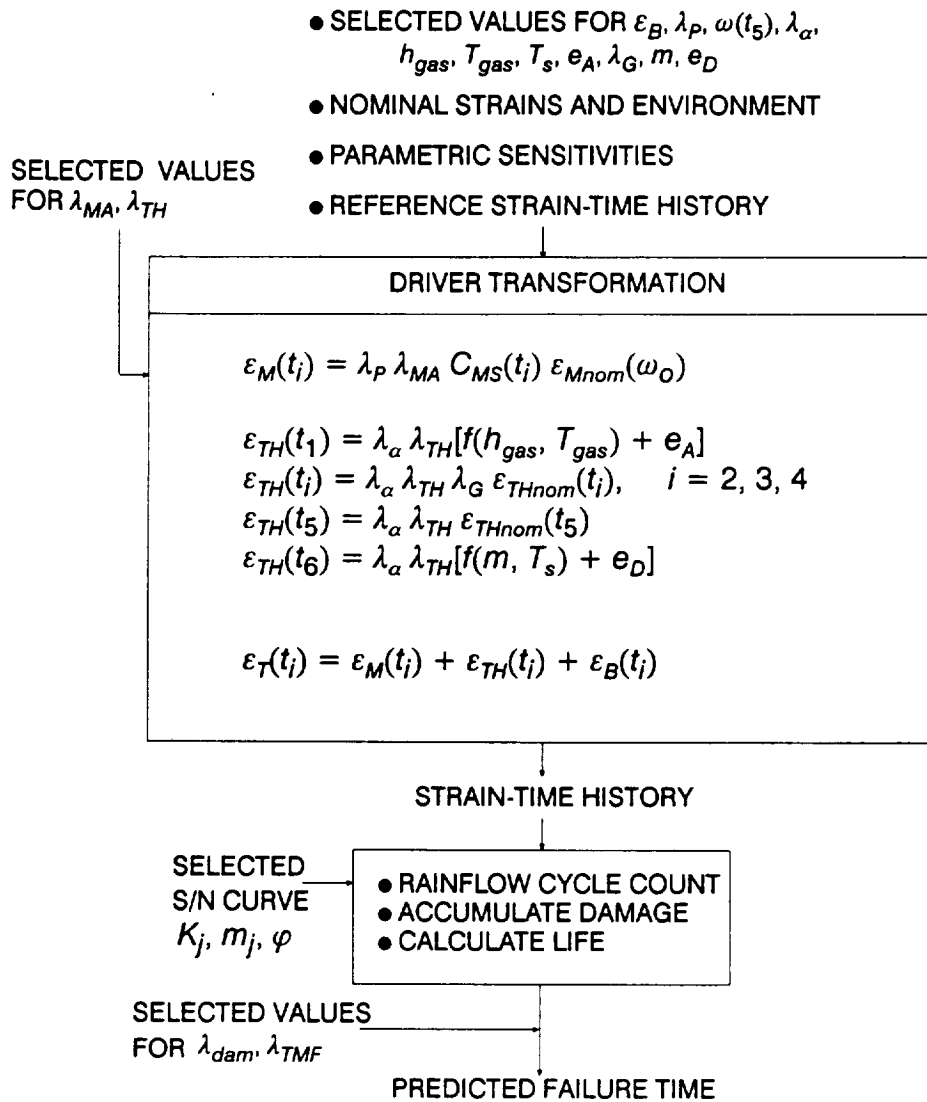 ● SELECTED VALUES FOR ε_B, λ_P, ω(t_5), λ_α,
h_gas, T_gas, T_s, e_A, λ_G, m, e_D
● NOMINAL STRAINS AND ENVIRONMENT
● PARAMETRIC SENSITIVITIES
● REFERENCE STRAIN-TIME HISTORY
SELECTED VALUES
FOR λ_MA, λ_TH
DRIVER TRANSFORMATION
ε_M(t_i) = λ_P λ_MA C_MS(t_i) ε_Mnom(ω_O)
ε_TH(t_1) = λ_α λ_TH[f(h_gas, T_gas) + e_A]
ε_TH(t_i) = λ_α λ_TH λ_G ε_THnom(t_i), i = 2, 3, 4
ε_TH(t_5) = λ_α λ_TH ε_THnom(t_5)
ε_TH(t_6) = λ_α λ_TH[f(m, T_s) + e_D]
ε_T(t_i) = ε_M(t_i) + ε_TH(t_i) + ε_B(t_i)
STRAIN-TIME HISTORY
SELECTED
S/N CURVE
K_j, m_j, φ
● RAINFLOW CYCLE COUNT
● ACCUMULATE DAMAGE
● CALCULATE LIFE
SELECTED VALUES
FOR λ_dam, λ_TMF
PREDICTED FAILURE TIME